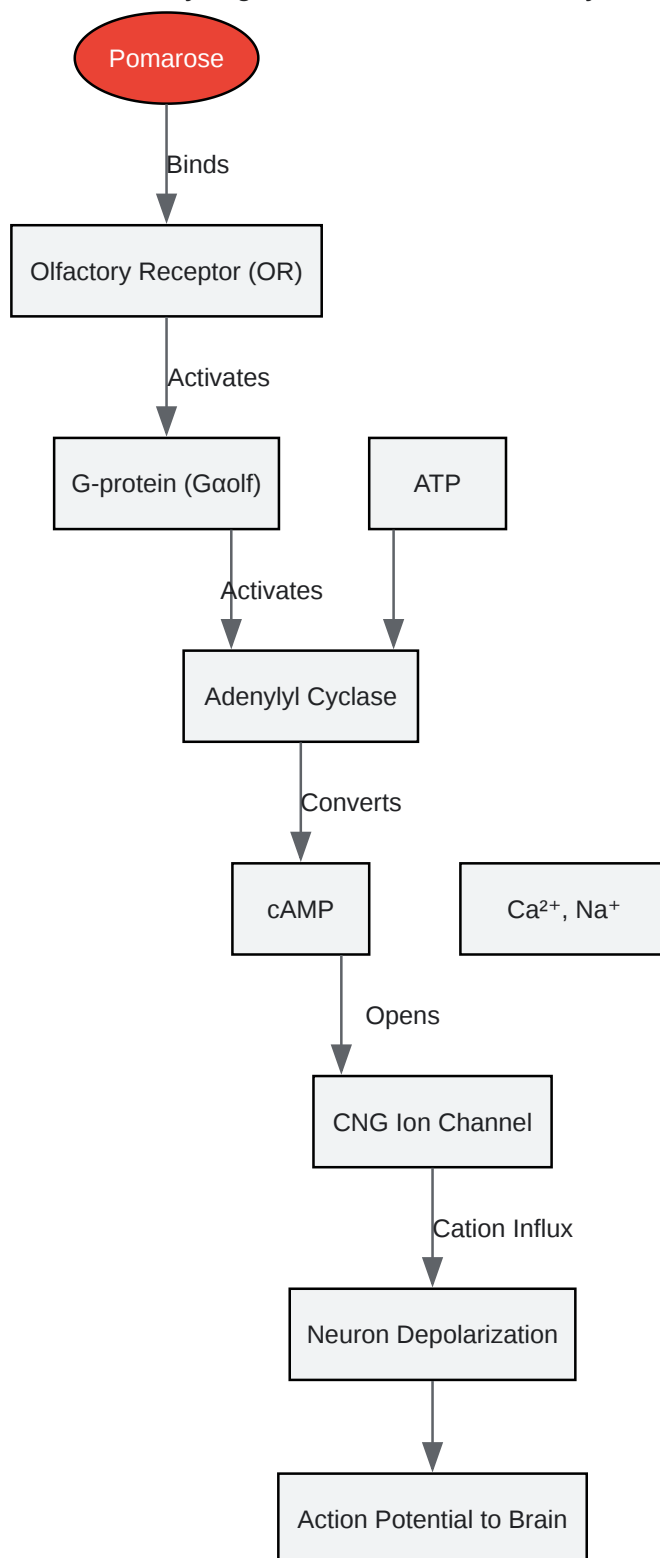 Pomarose
Binds
Olfactory Receptor (OR)
Activates
G-protein (Gαolf)
ATP
Activates
Adenylyl Cyclase
Converts
cAMP
Ca²⁺, Na⁺
Opens
CNG Ion Channel
Cation Influx
Neuron Depolarization
Action Potential to Brain